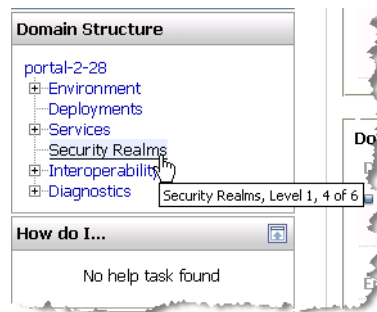 Domain Structure
portal-2-28
Environment
Deployments
Services
Security Realms
Interoperability
Diagnostics
Security Realms, Level 1, 4 of 6
How do I...
No help task found
Do